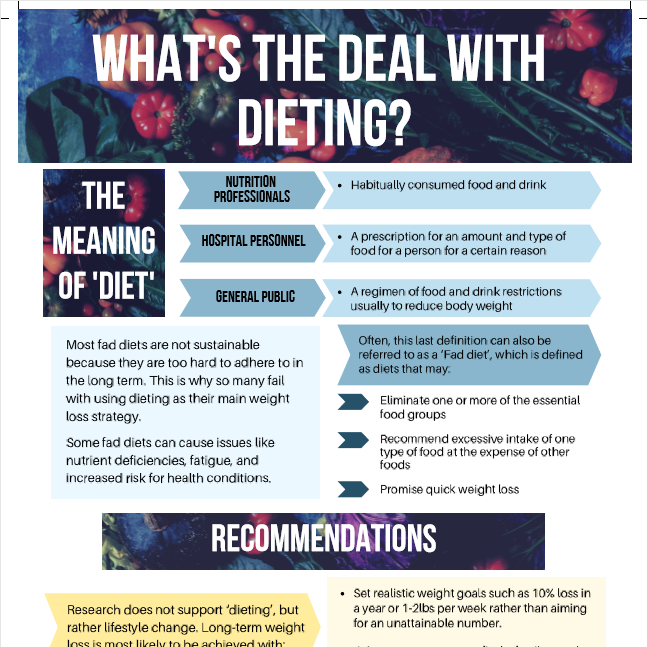 WHAT'S THE DEAL WITH
DIETING?
THE
MEANING
OF 'DIET'
NUTRITION
PROFESSIONALS
• Habitually consumed food and drink
HOSPITAL PERSONNEL
• A prescription for an amount and type of
food for a person for a certain reason
GENERAL PUBLIC
• A regimen of food and drink restrictions
usually to reduce body weight
Most fad diets are not sustainable
because they are too hard to adhere to in
the long term. This is why so many fail
with using dieting as their main weight
loss strategy.
Some fad diets can cause issues like
nutrient deficiencies, fatigue, and
increased risk for health conditions.
Often, this last definition can also be
referred to as a 'Fad diet', which is defined
as diets that may:
Eliminate one or more of the essential
food groups
Recommend excessive intake of one
type of food at the expense of other
foods
Promise quick weight loss
RECOMMENDATIONS
Research does not support 'dieting', but
rather lifestyle change. Long-term weight
loss is most likely to be achieved with:
• Set realistic weight goals such as 10% loss in
a year or 1-2lbs per week rather than aiming
for an unattainable number.